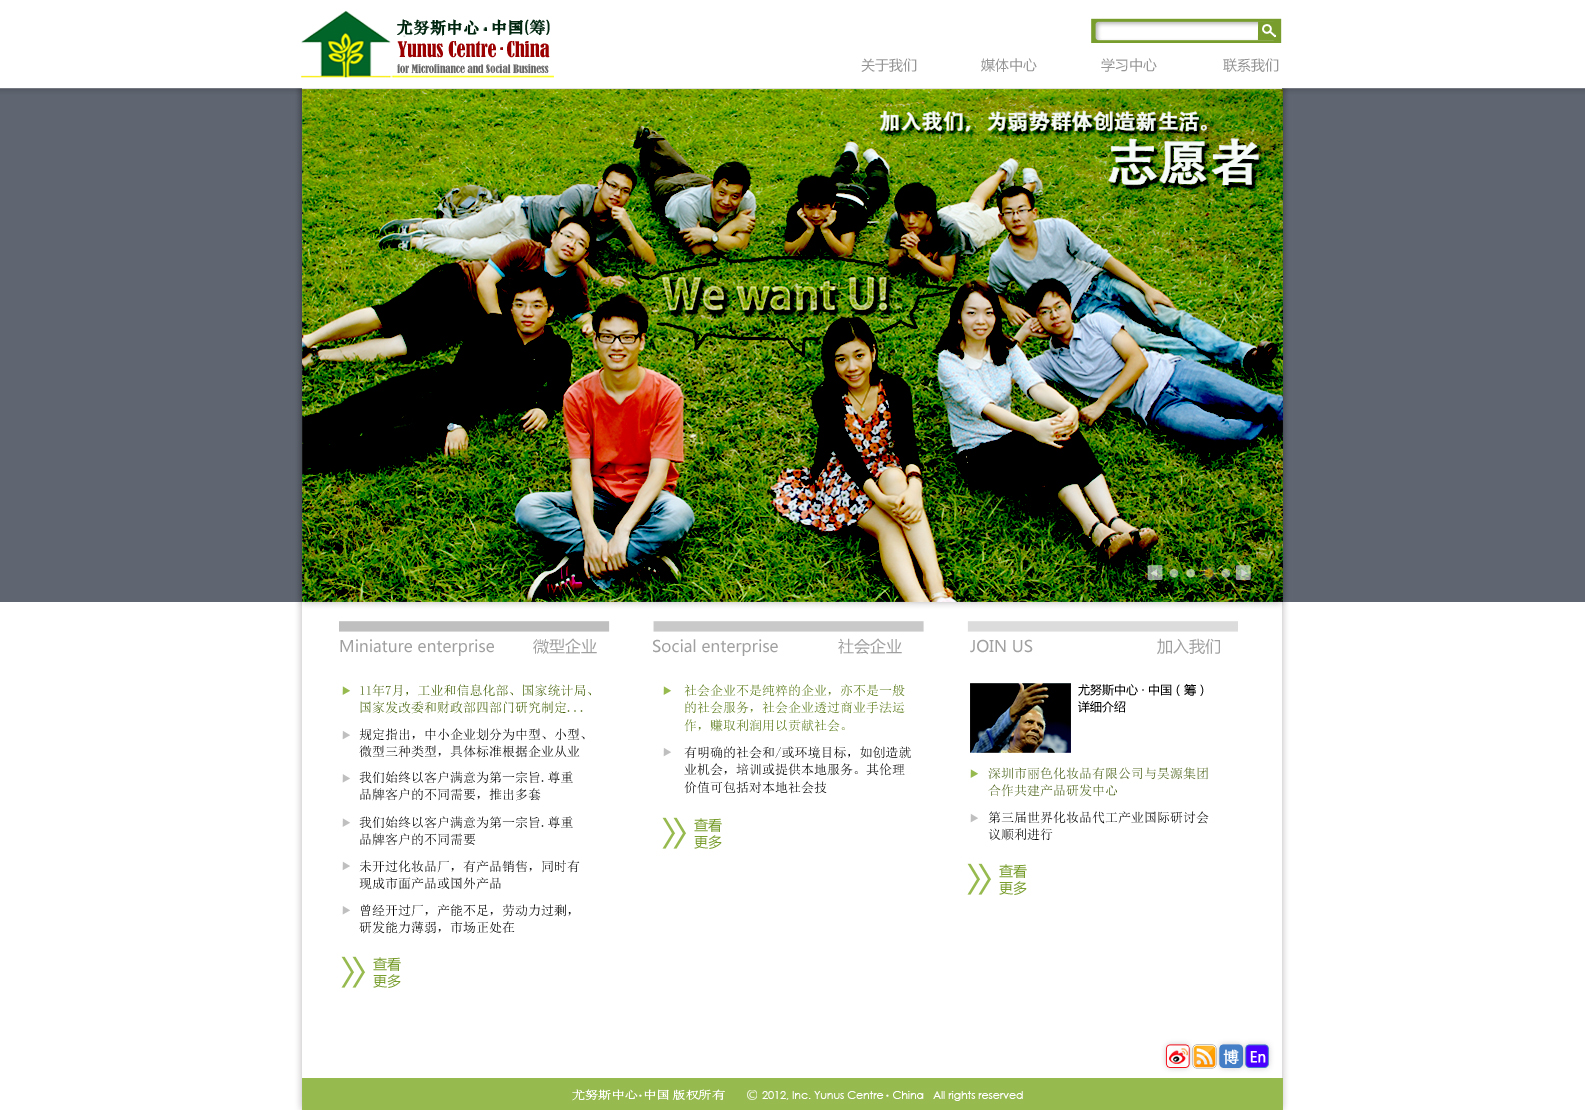 尤努斯中心·中国(筹)
Yunus Centre·China
for Microfinance and Social Business
关于我们
媒体中心
学习中心
联系我们
加入我们，为弱势群体创造新生活。
志愿者
We want U!
Miniature enterprise
微型企业
11年7月，工业和信息化部、国家统计局、
国家发改委和财政部四部门研究制定...
规定指出，中小企业划分为中型、小型、
微型三种类型，具体标准根据企业从业
我们始终以客户满意为第一宗旨.尊重
品牌客户的不同需要，推出多套
我们始终以客户满意为第一宗旨.尊重
品牌客户的不同需要
未开过化妆品厂，有产品销售，同时有
现成市面产品或国外产品
曾经开过厂，产能不足，劳动力过剩，
研发能力薄弱，市场正处在
查看
更多
Social enterprise
社会企业
社会企业不是纯粹的企业，亦不是一般
的社会服务，社会企业透过商业手法运
作，赚取利润用以贡献社会。
有明确的社会和/或环境目标，如创造就
业机会，培训或提供本地服务。其伦理
价值可包括对本地社会技
查看
更多
JOIN US
加入我们
尤努斯中心·中国（筹）
详细介绍
深圳市丽色化妆品有限公司与昊源集团
合作共建产品研发中心
第三届世界化妆品代工产业国际研讨会
议顺利进行
查看
更多
博
En
尤努斯中心·中国 版权所有 © 2012, Inc. Yunus Centre·China All rights reserved